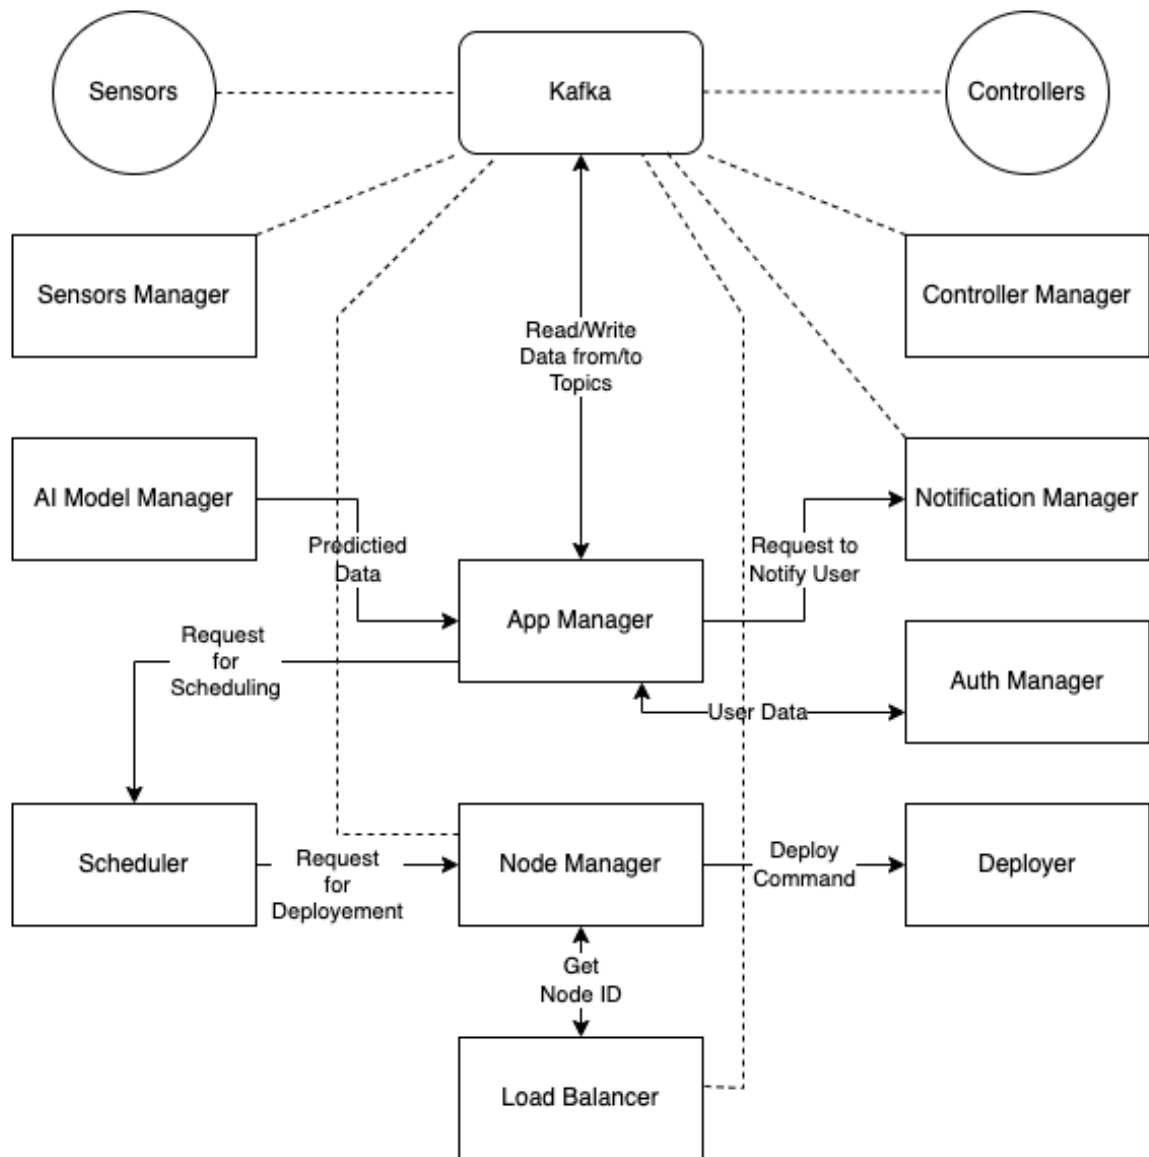 Sensors
Kafka
Controllers
Sensors Manager
Controller Manager
Read/Write
Data from/to
Topics
AI Model Manager
Notification Manager
Predictied
Data
Request to
Notify User
App Manager
Request
for
Scheduling
Auth Manager
User Data
Scheduler
Request
for
Deployement
Node Manager
Deploy
Command
Deployer
Get
Node ID
Load Balancer